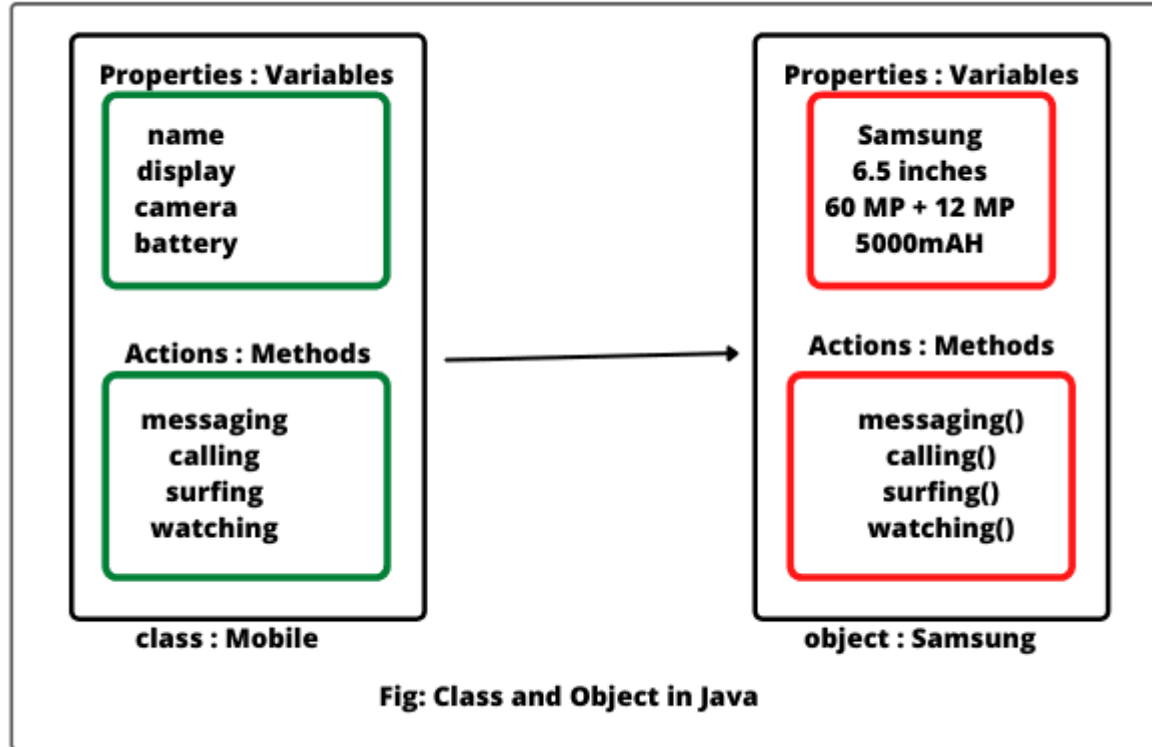 Properties : Variables
name
display
camera
battery
Actions : Methods
messaging
calling
surfing
watching
class : Mobile
Properties : Variables
Samsung
6.5 inches
60 MP + 12 MP
5000mAH
Actions : Methods
messaging()
calling()
surfing()
watching()
object : Samsung
Fig: Class and Object in Java